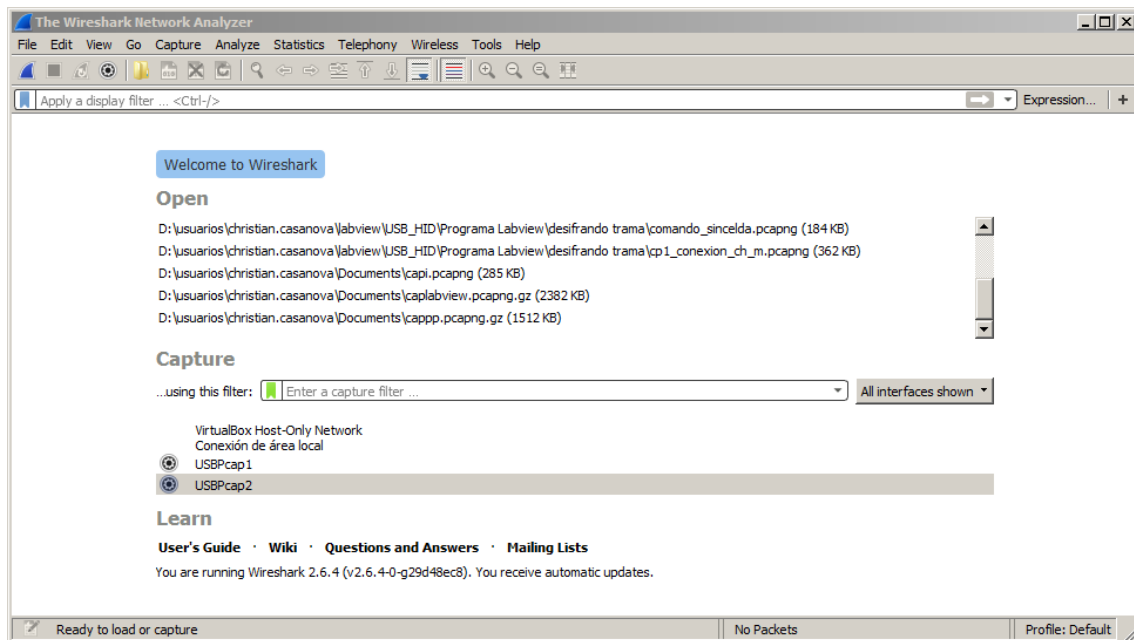 The Wireshark Network Analyzer
File Edit View Go Capture Analyze Statistics Telephony Wireless Tools Help
Apply a display filter ... <Ctrl-/> Expression... +
Welcome to Wireshark
Open
D:\usuarios\christian.casanova\labview\USB_HID\Programa Labview\desifrando trama\comando_sincelda.pcapng (184 KB)
D:\usuarios\christian.casanova\labview\USB_HID\Programa Labview\desifrando trama\cp1_conexion_ch_m.pcapng (362 KB)
D:\usuarios\christian.casanova\Documents\capi.pcapng (285 KB)
D:\usuarios\christian.casanova\Documents\caplabview.pcapng.gz (2382 KB)
D:\usuarios\christian.casanova\Documents\cappp.pcapng.gz (1512 KB)
Capture
...using this filter: Enter a capture filter ... All interfaces shown
VirtualBox Host-Only Network
Conexión de área local
USBPcap1
USBPcap2
Learn
User's Guide · Wiki · Questions and Answers · Mailing Lists
You are running Wireshark 2.6.4 (v2.6.4-0-g29d48ec8). You receive automatic updates.
Ready to load or capture No Packets Profile: Default